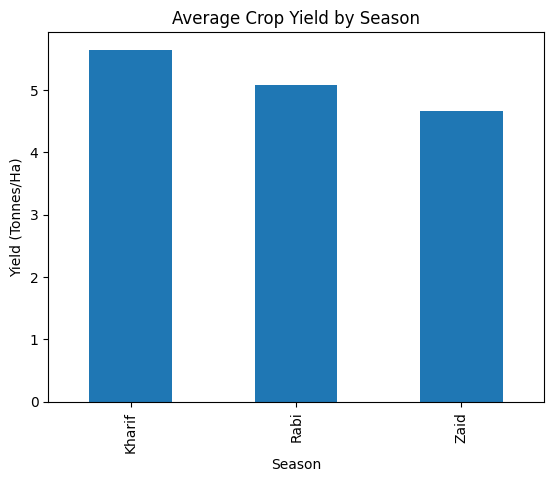 Average Crop Yield by Season
Yield (Tonnes/Ha)
5
4
3
2
1
0
Kharif
Rabi
Zaid
Season